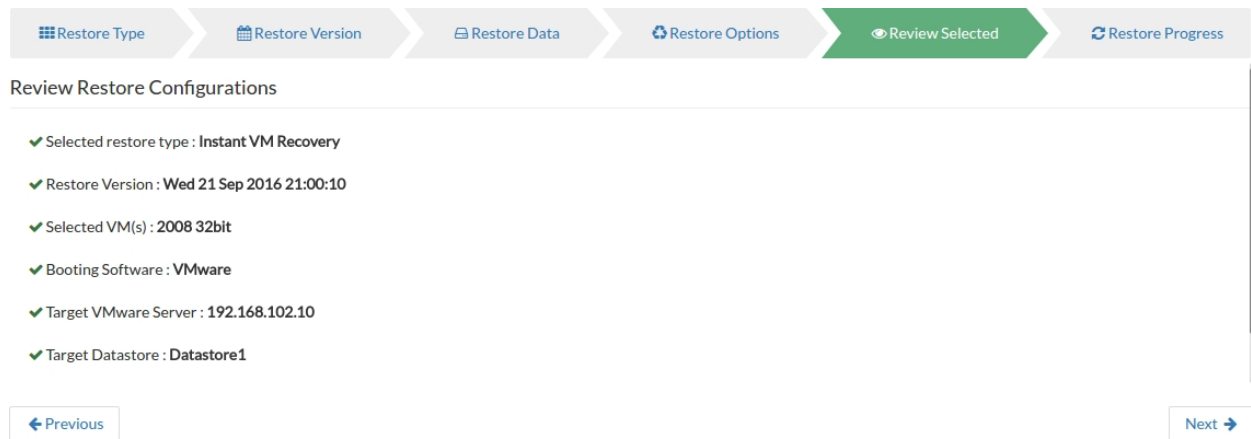 Restore Type
Restore Version
Restore Data
Restore Options
Review Selected
Restore Progress
Review Restore Configurations
Selected restore type : Instant VM Recovery
Restore Version : Wed 21 Sep 2016 21:00:10
Selected VM(s) : 2008 32bit
Booting Software : VMware
Target VMware Server : 192.168.102.10
Target Datastore : Datastore1
Previous
Next